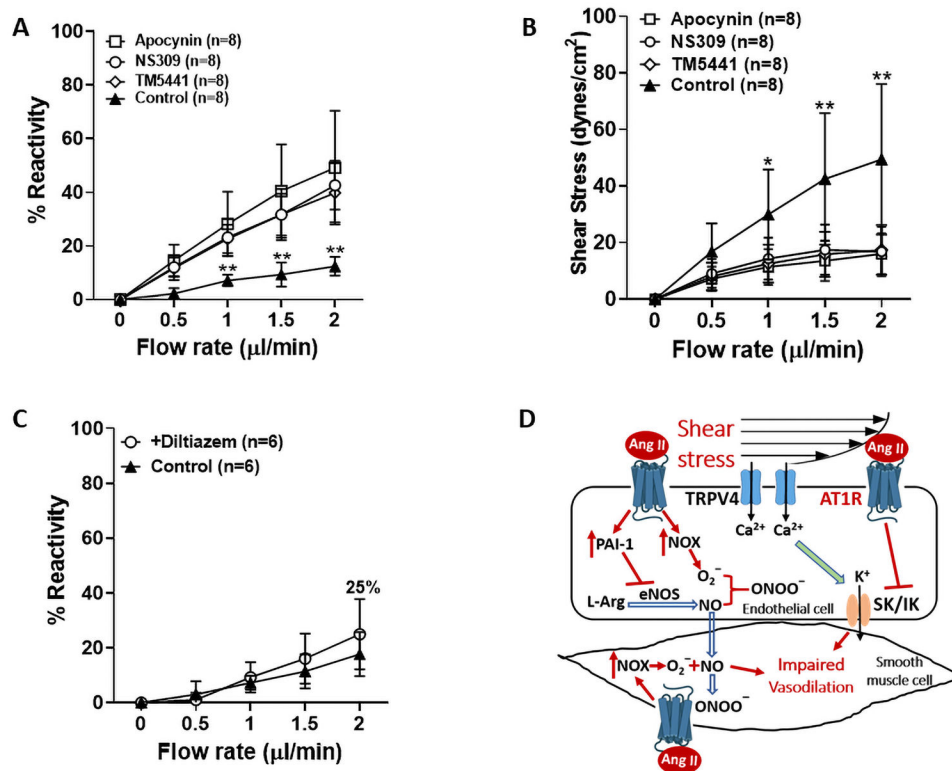 A
100
80
60
40
20
0
% Reactivity
Apocynin (n=8)
NS309 (n=8)
TM5441 (n=8)
Control (n=8)
**
**
**
0 0.5 1 1.5 2
Flow rate (µl/min)
B
100
80
60
40
20
0
Shear Stress (dynes/cm²)
Apocynin (n=8)
NS309 (n=8)
TM5441 (n=8)
Control (n=8)
*
**
**
0 0.5 1 1.5 2
Flow rate (µl/min)
C
100
80
60
40
20
0
% Reactivity
+Diltiazem (n=6)
Control (n=6)
25%
0 0.5 1 1.5 2
Flow rate (µl/min)
D
Ang II
Shear
stress
Ang II
TRPV4
AT1R
Ca²⁺ Ca²⁺
PAI-1
NOX
O₂⁻
K⁺
ONOO⁻
L-Arg
eNOS
NO
Endothelial cell
SK/IK
NOX
O₂⁻+NO
Impaired
Vasodilation
Smooth
muscle cell
ONOO⁻
Ang II